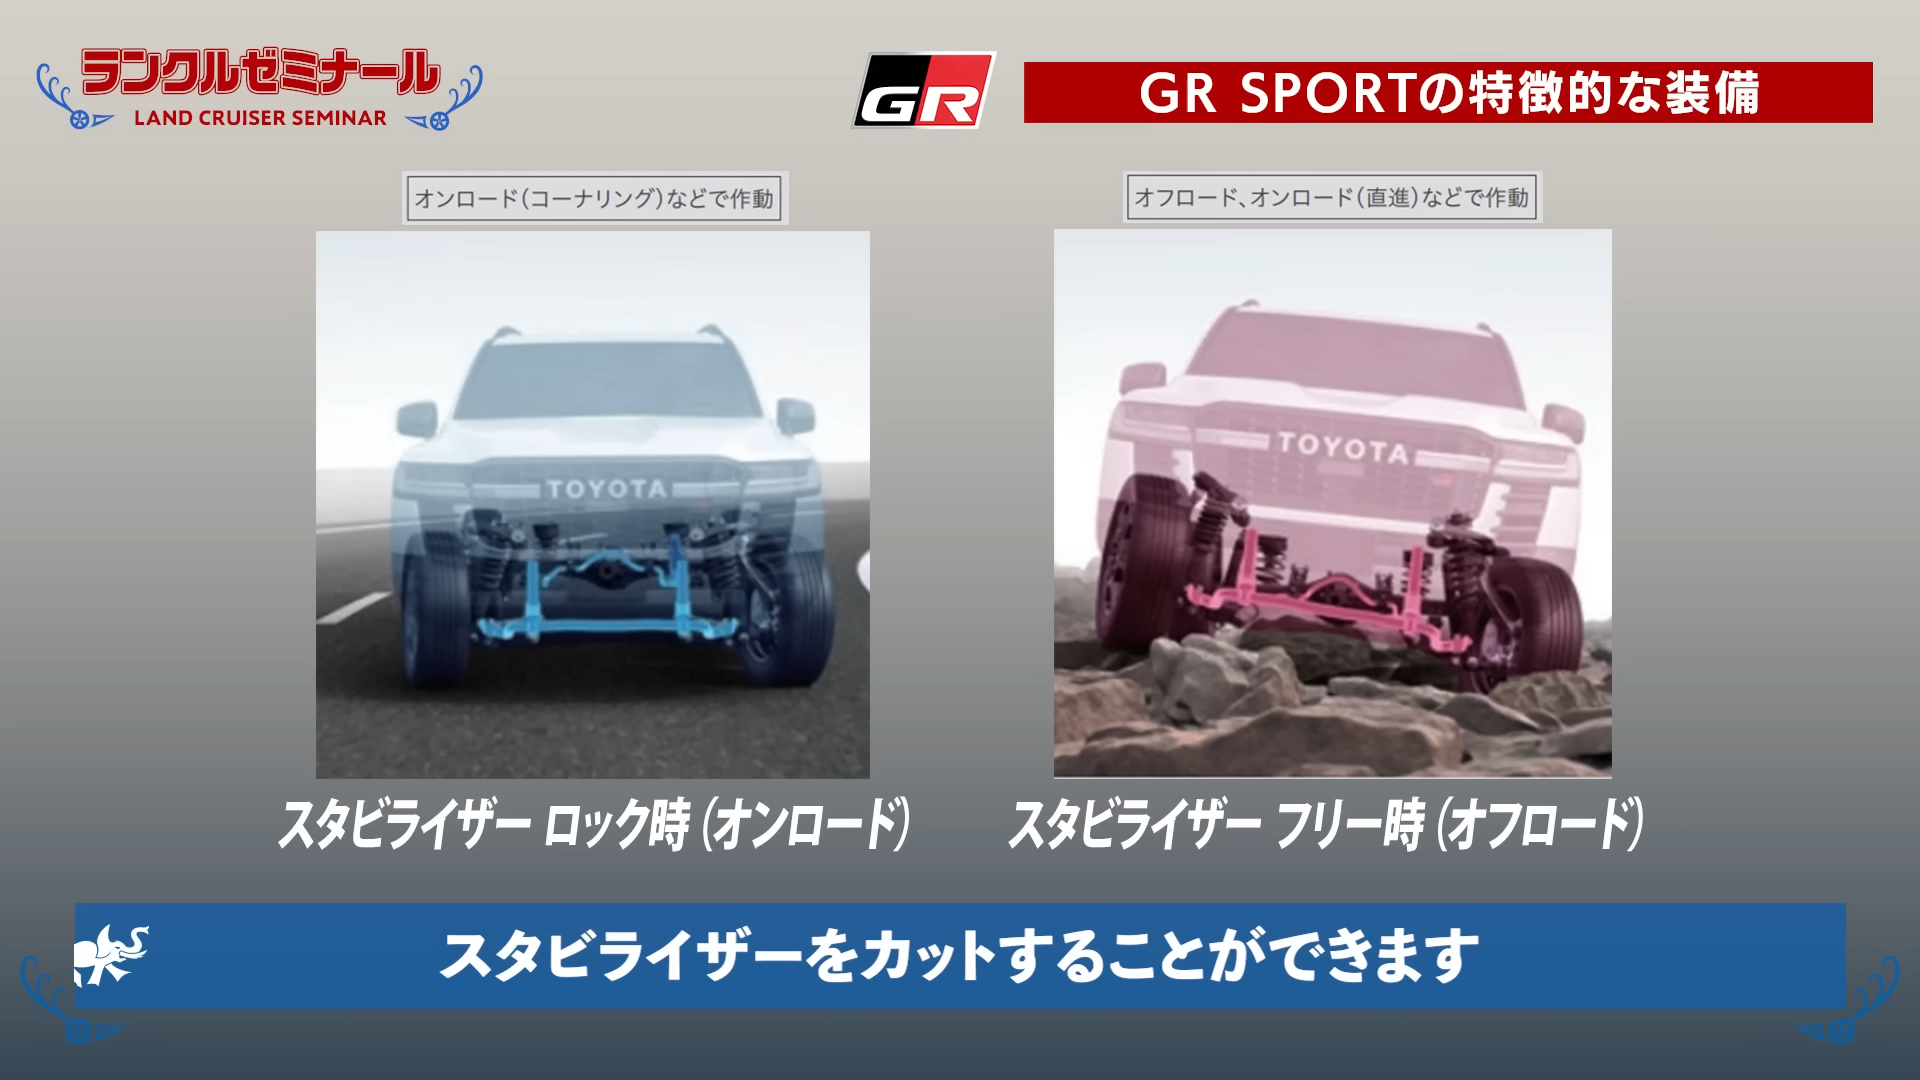 ランクルゼミナール
LAND CRUISER SEMINAR
GR
GR SPORTの特徴的な装備
オンロード(コーナリング)などで作動
オフロード、オンロード(直進)などで作動
TOYOTA
TOYOTA
スタビライザー ロック時 (オンロード)
スタビライザー フリー時 (オフロード)
スタビライザーをカットすることができます